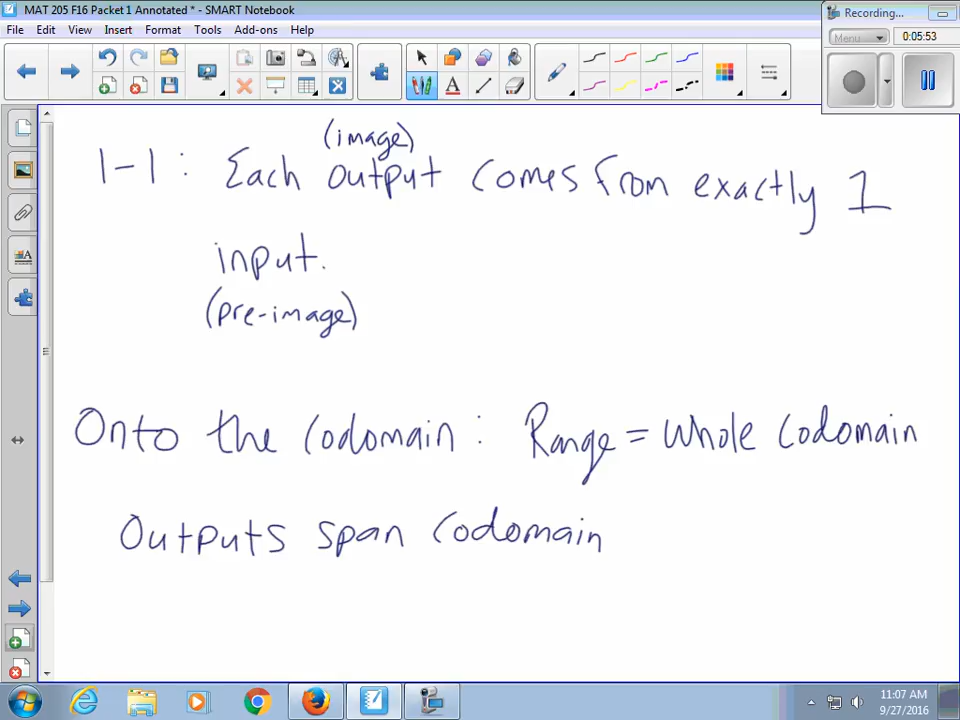 MAT 205 F16 Packet 1 Annotated * - SMART Notebook
File Edit View Insert Format Tools Add-ons Help
Recording...
Menu
0:05:53
(image)
1-1: Each output comes from exactly 1
input.
(pre-image)
Onto the Codomain: Range = Whole Codomain
Outputs span Codomain
11:07 AM
9/27/2016